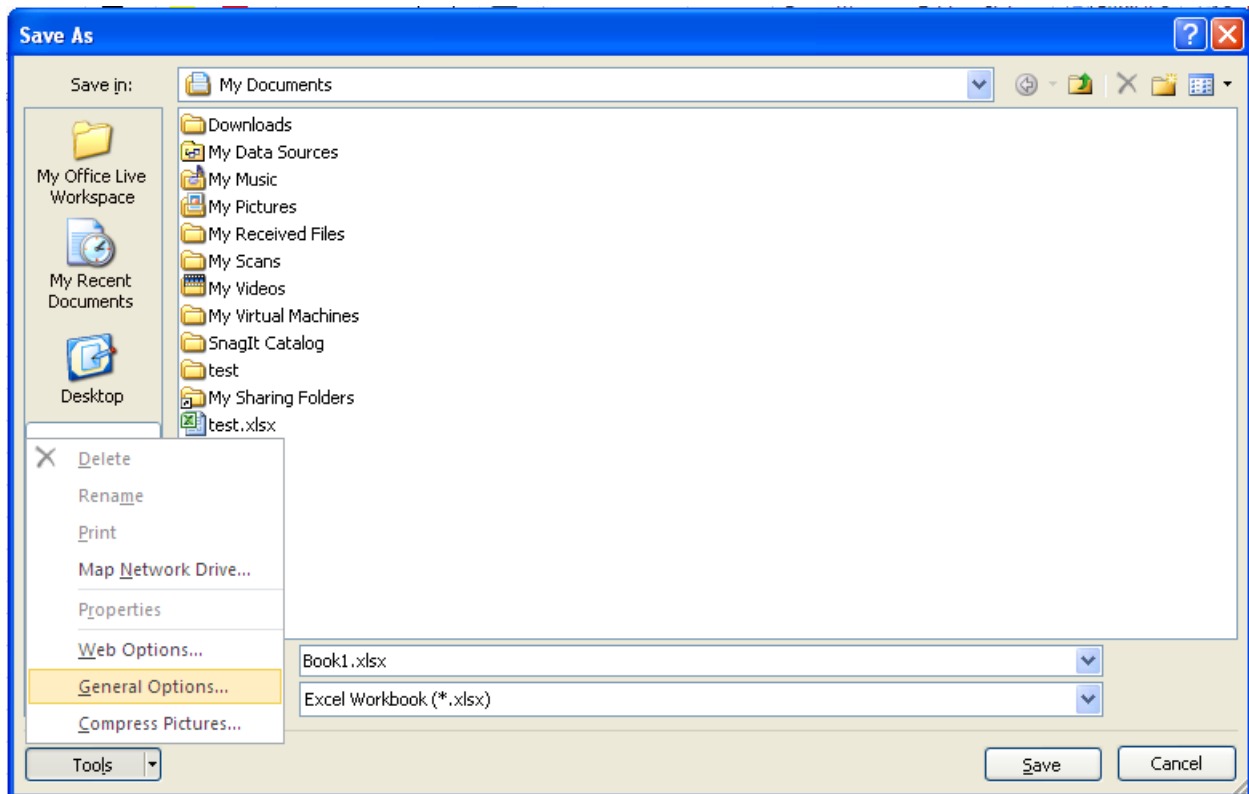 Save As
Save in:
My Documents
My Office Live
Workspace
My Recent
Documents
Desktop
Downloads
My Data Sources
My Music
My Pictures
My Received Files
My Scans
My Videos
My Virtual Machines
SnagIt Catalog
test
My Sharing Folders
test.xlsx
Delete
Rename
Print
Map Network Drive...
Properties
Web Options...
General Options...
Compress Pictures...
Book1.xlsx
Excel Workbook (*.xlsx)
Tools
Save
Cancel